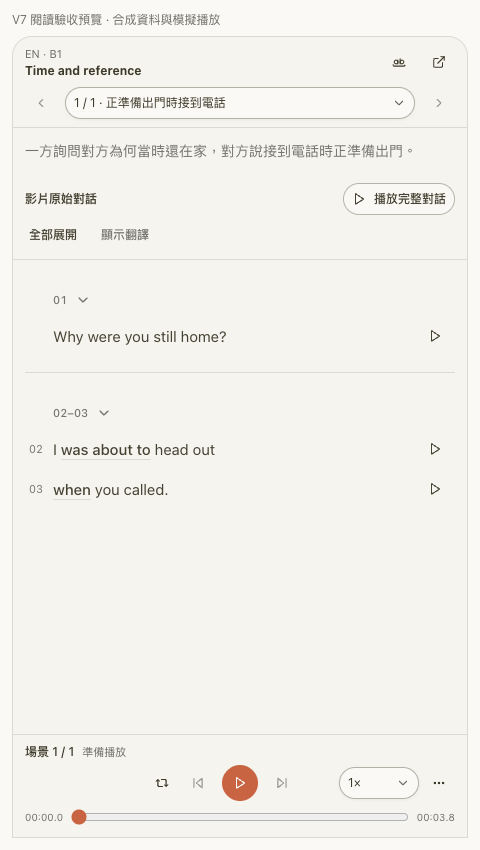 V7 閱讀驗收預覽 · 合成資料與模擬播放
EN · B1
Time and reference
ab
1 / 1 · 正準備出門時接到電話
一方詢問對方為何當時還在家，對方說接到電話時正準備出門。
影片原始對話
播放完整對話
全部展開
顯示翻譯
01
Why were you still home?
02–03
02 I was about to head out
03 when you called.
場景 1 / 1 準備播放
1x
00:00.0
00:03.8